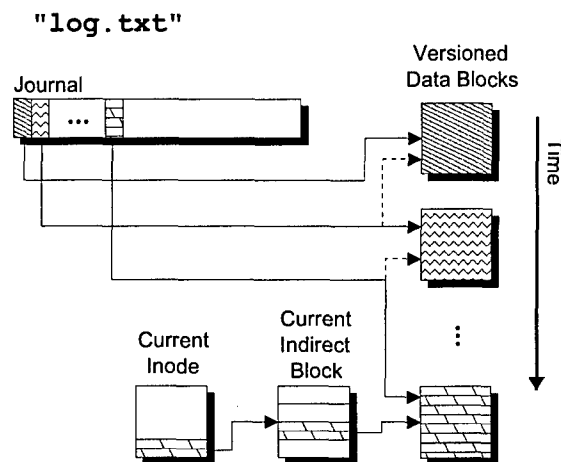 "log.txt"
Journal
...
Versioned
Data Blocks
Time
...
Current
Inode
Current
Indirect
Block